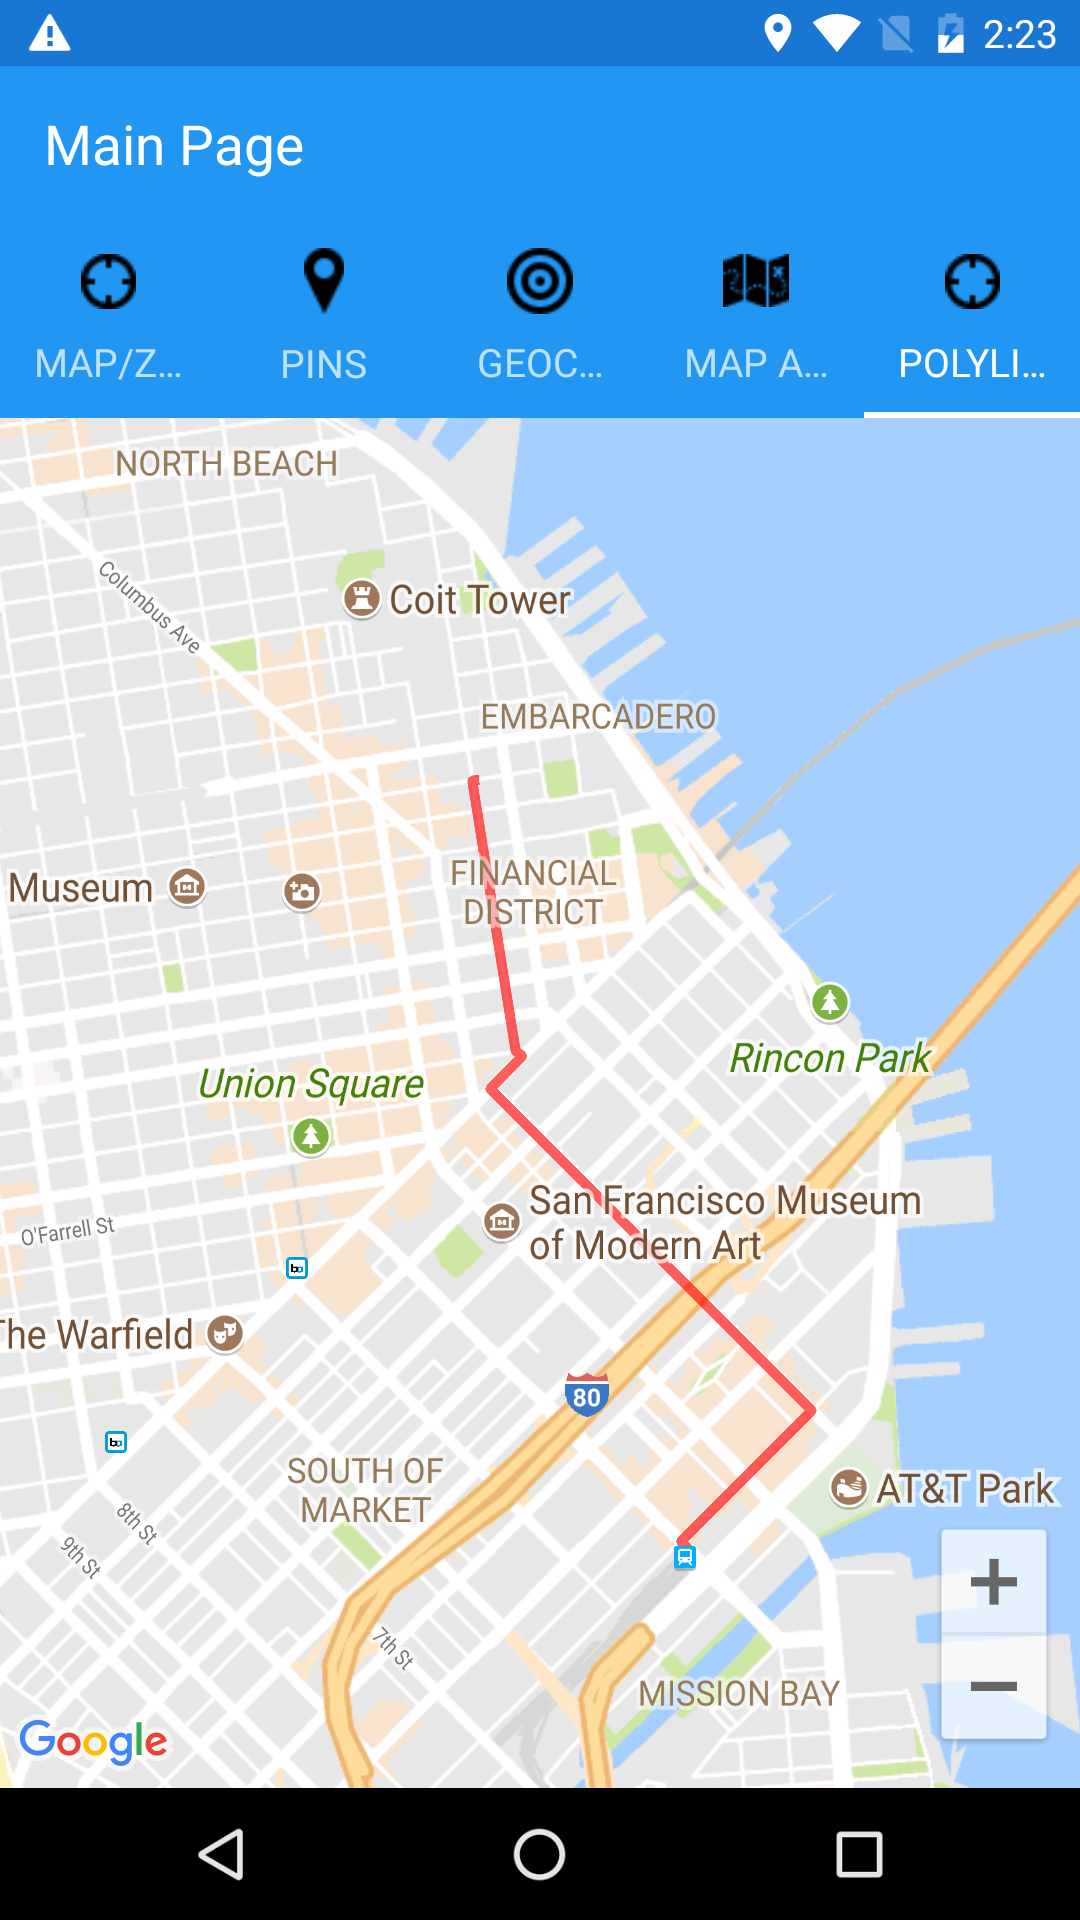 2:23
Main Page
MAP/Z...
PINS
GEOC...
MAP A...
POLYLI...
NORTH BEACH
Columbus Ave
Coit Tower
EMBARCADERO
FINANCIAL
DISTRICT
Museum
Rincon Park
Union Square
San Francisco Museum
of Modern Art
O'Farrell St
The Warfield
80
SOUTH OF
MARKET
AT&T Park
8th St
9th St
7th St
MISSION BAY
Google